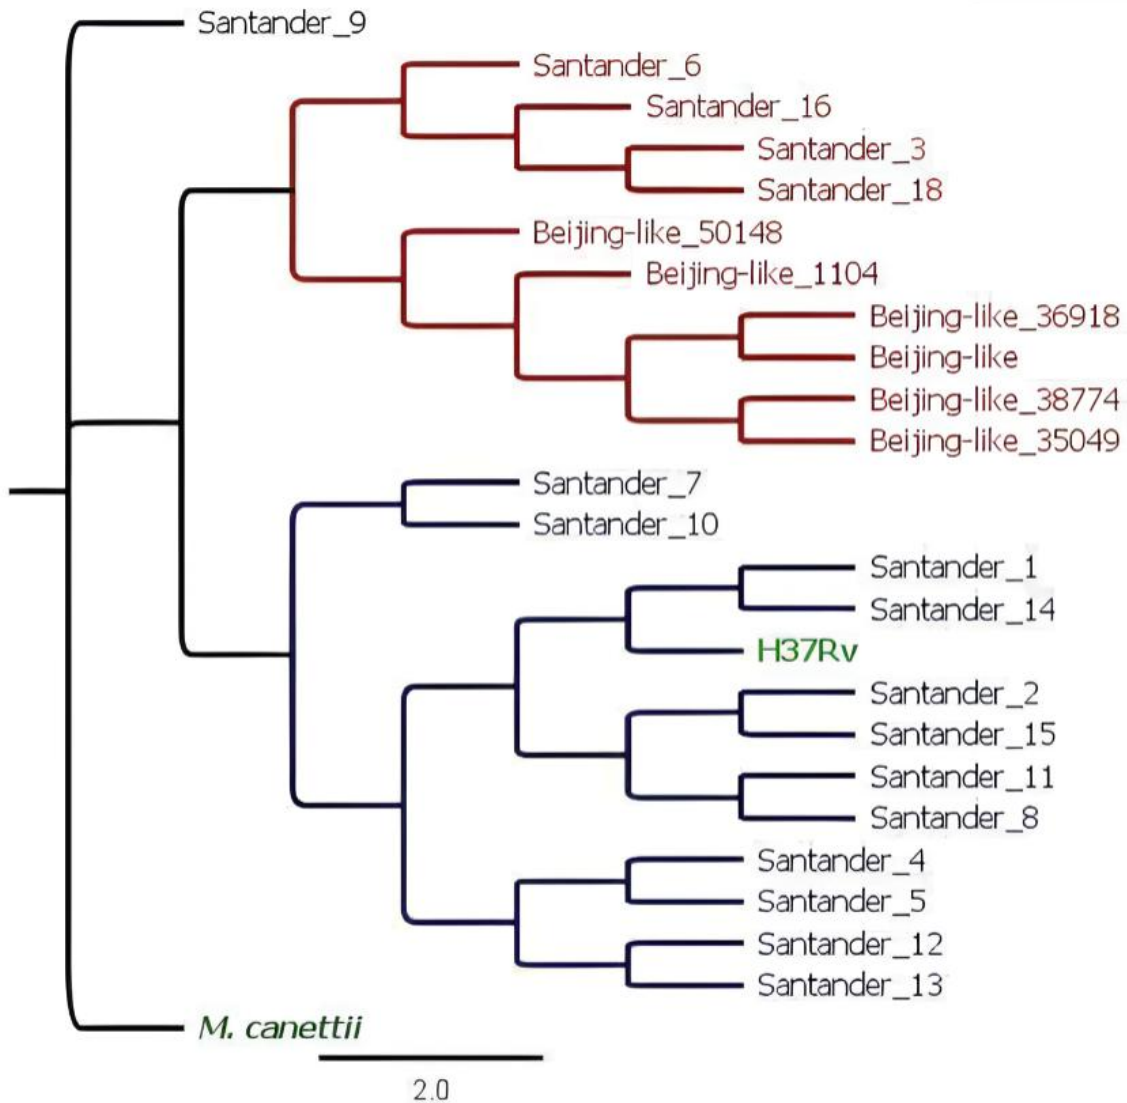 Santander_9
Santander_6
Santander_16
Santander_3
Santander_18
Beijing-like_50148
Beijing-like_1104
Beijing-like_36918
Beijing-like
Beijing-like_38774
Beijing-like_35049
Santander_7
Santander_10
Santander_1
Santander_14
H37Rv
Santander_2
Santander_15
Santander_11
Santander_8
Santander_4
Santander_5
Santander_12
Santander_13
M. canettii
2.0